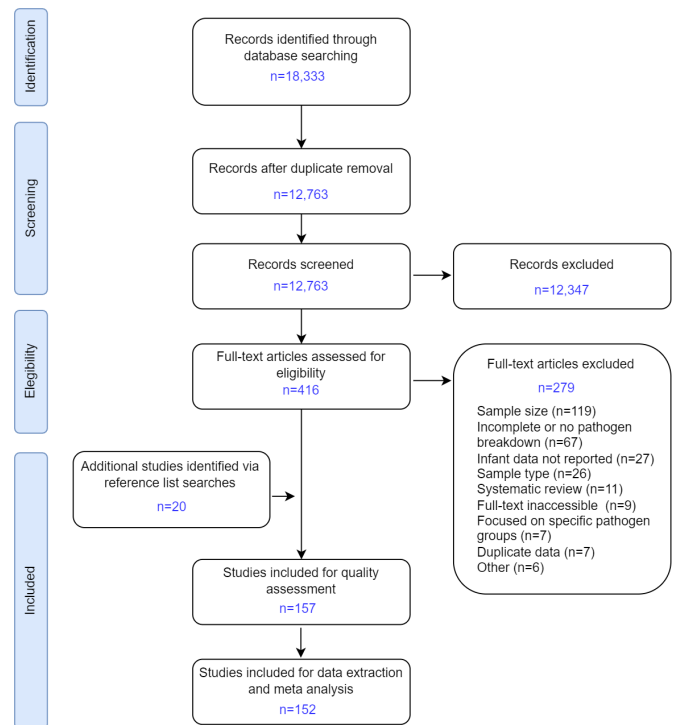 Identification
Records identified through
database searching
n=18,333
Screening
Records after duplicate removal
n=12,763
Records screened
n=12,763
Records excluded
n=12,347
Elegibility
Full-text articles assessed for
eligibility
n=416
Full-text articles excluded
n=279
Sample size (n=119)
Incomplete or no pathogen
breakdown (n=67)
Infant data not reported (n=27)
Sample type (n=26)
Systematic review (n=11)
Full-text inaccessible (n=9)
Focused on specific pathogen
groups (n=7)
Duplicate data (n=7)
Other (n=6)
Included
Additional studies identified via
reference list searches
n=20
Studies included for quality
assessment
n=157
Studies included for data extraction
and meta analysis
n=152